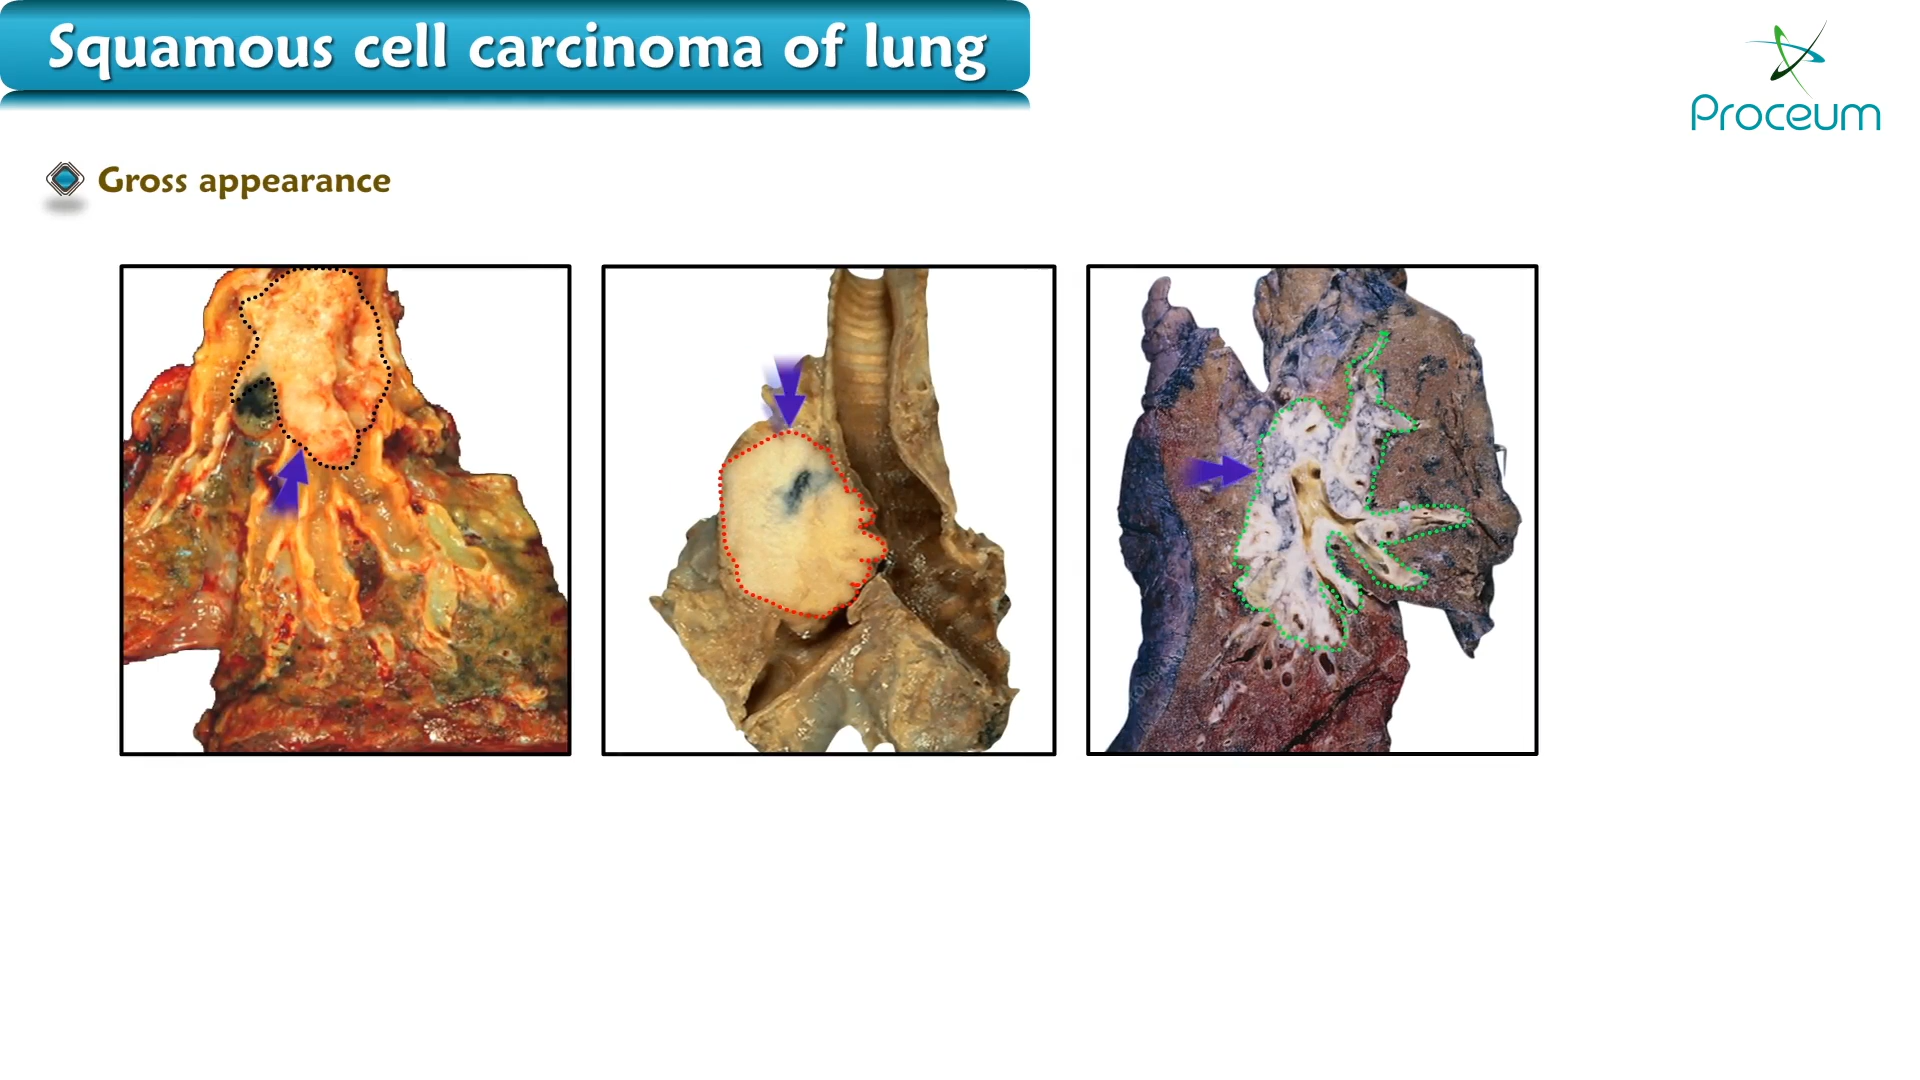 Squamous cell carcinoma of lung
Proceum
Gross appearance